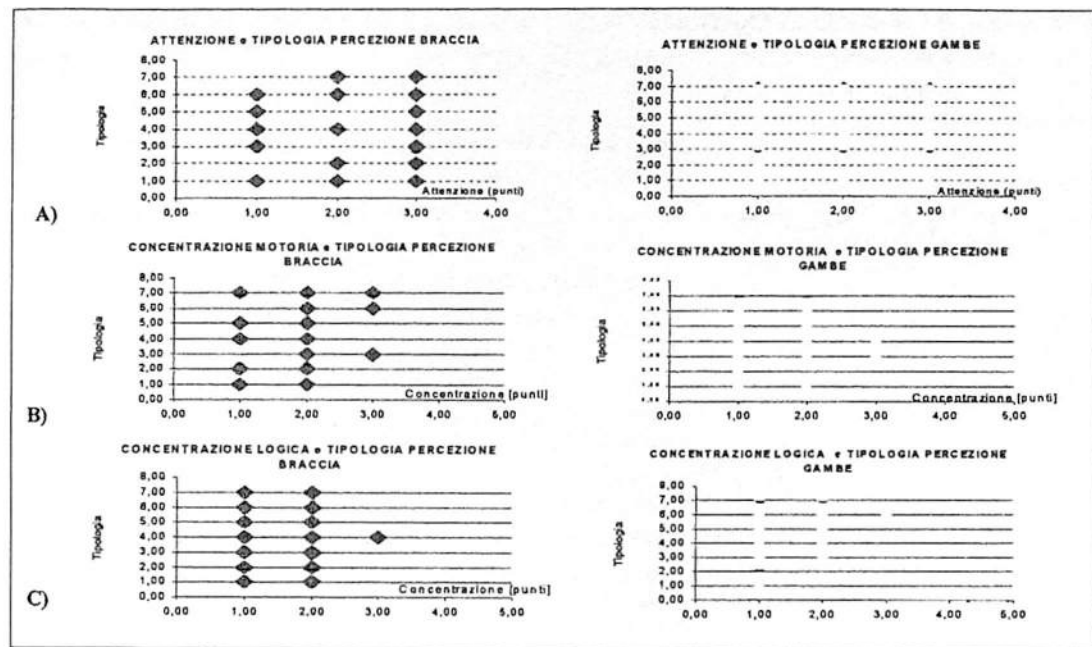 ATTENZIONE e TIPOLOGIA PERCEZIONE BRACCIA
Tipologia
8,00
7,00
6,00
5,00
4,00
3,00
2,00
1,00
0,00
Attenzione (punti)
0,00 1,00 2,00 3,00 4,00
ATTENZIONE e TIPOLOGIA PERCEZIONE GAMBE
Tipologia
8,00
7,00
6,00
5,00
4,00
3,00
2,00
1,00
0,00
Attenzione (punti)
0,00 1,00 2,00 3,00 4,00
A)
CONCENTRAZIONE MOTORIA e TIPOLOGIA PERCEZIONE
BRACCIA
Tipologia
8,00
7,00
6,00
5,00
4,00
3,00
2,00
1,00
0,00
Concentrazione [punti]
0,00 1,00 2,00 3,00 4,00 5,00
CONCENTRAZIONE MOTORIA e TIPOLOGIA PERCEZIONE
GAMBE
Tipologia
Concentrazione [punti]
0,00 1,00 2,00 3,00 4,00 5,00
B)
CONCENTRAZIONE LOGICA e TIPOLOGIA PERCEZIONE
BRACCIA
Tipologia
8,00
7,00
6,00
5,00
4,00
3,00
2,00
1,00
0,00
Concentrazione [punti]
0,00 1,00 2,00 3,00 4,00 5,00
CONCENTRAZIONE LOGICA e TIPOLOGIA PERCEZIONE
GAMBE
Tipologia
8,00
7,00
6,00
5,00
4,00
3,00
2,00
1,00
0,00
Concentrazione [punti]
0,00 1,00 2,00 3,00 4,00 5,00
C)